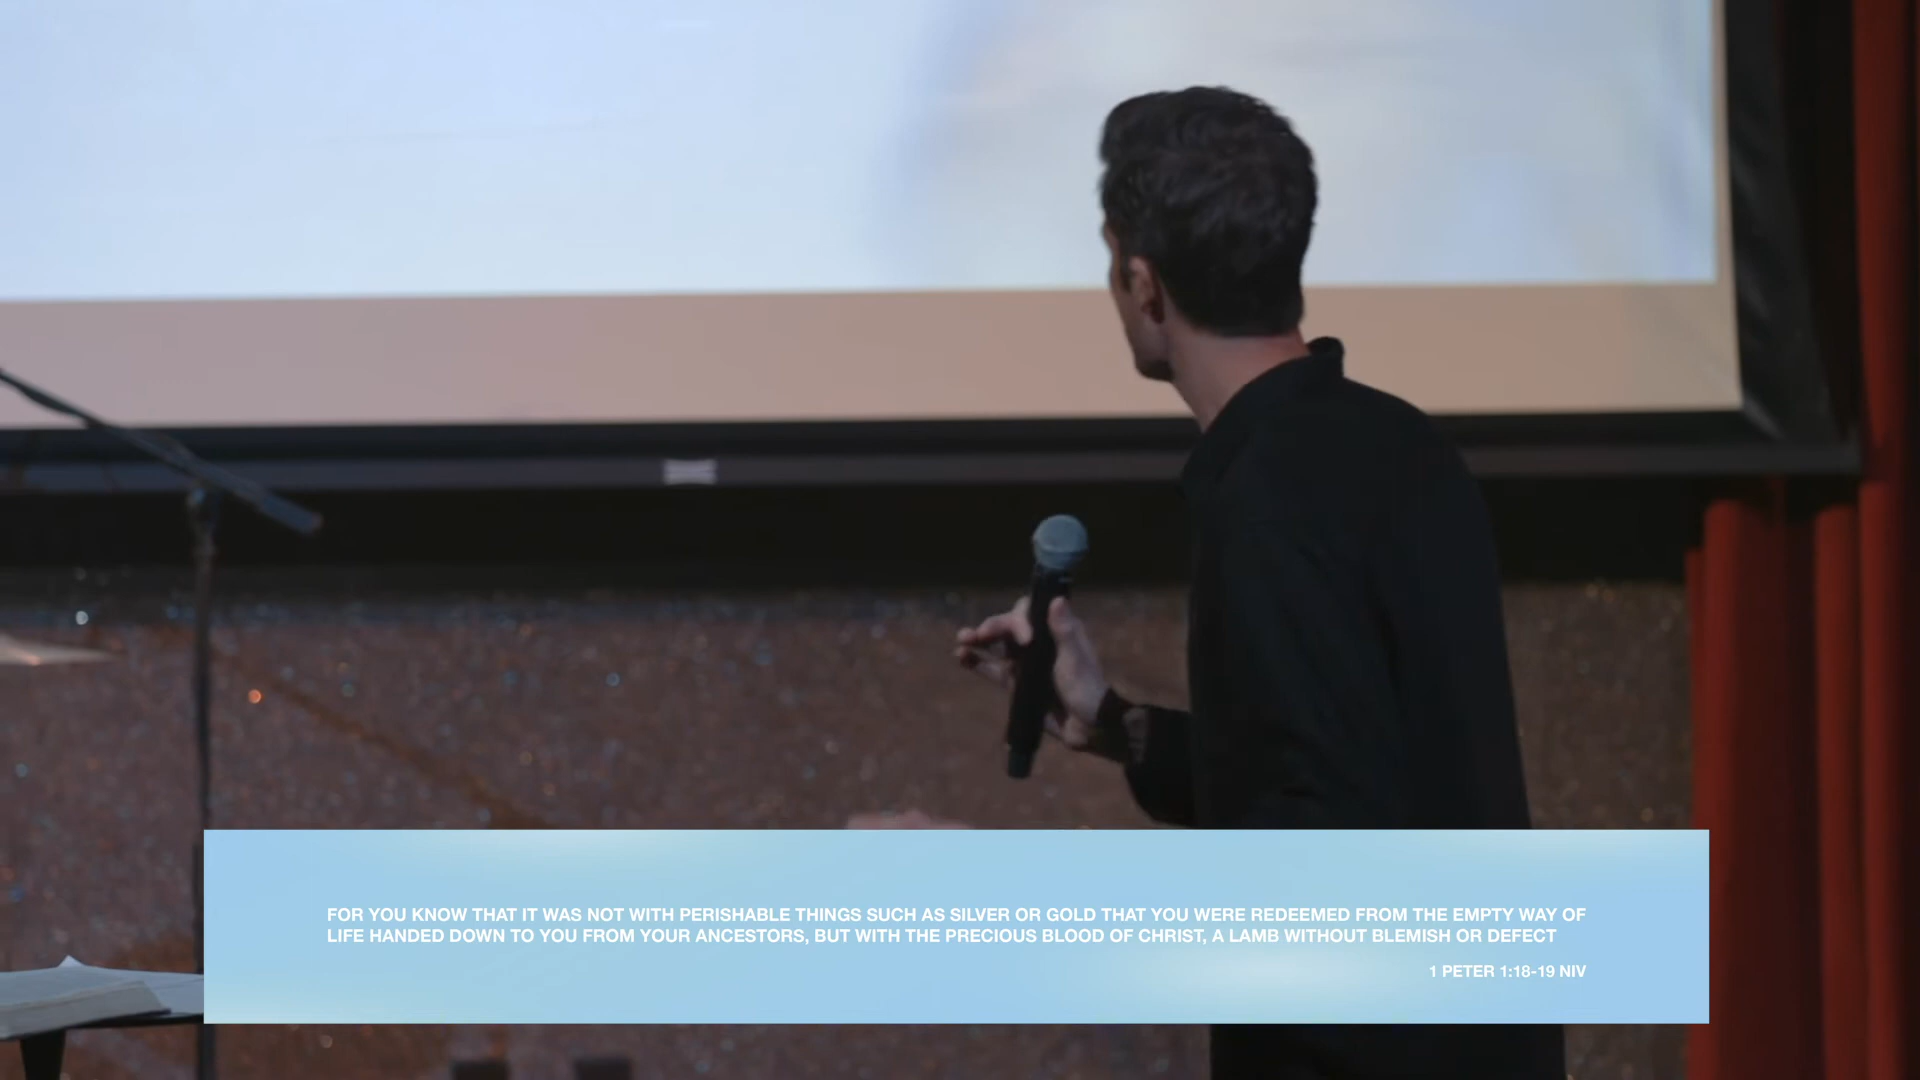 FOR YOU KNOW THAT IT WAS NOT WITH PERISHABLE THINGS SUCH AS SILVER OR GOLD THAT YOU WERE REDEEMED FROM THE EMPTY WAY OF
LIFE HANDED DOWN TO YOU FROM YOUR ANCESTORS, BUT WITH THE PRECIOUS BLOOD OF CHRIST, A LAMB WITHOUT BLEMISH OR DEFECT
1 PETER 1:18-19 NIV